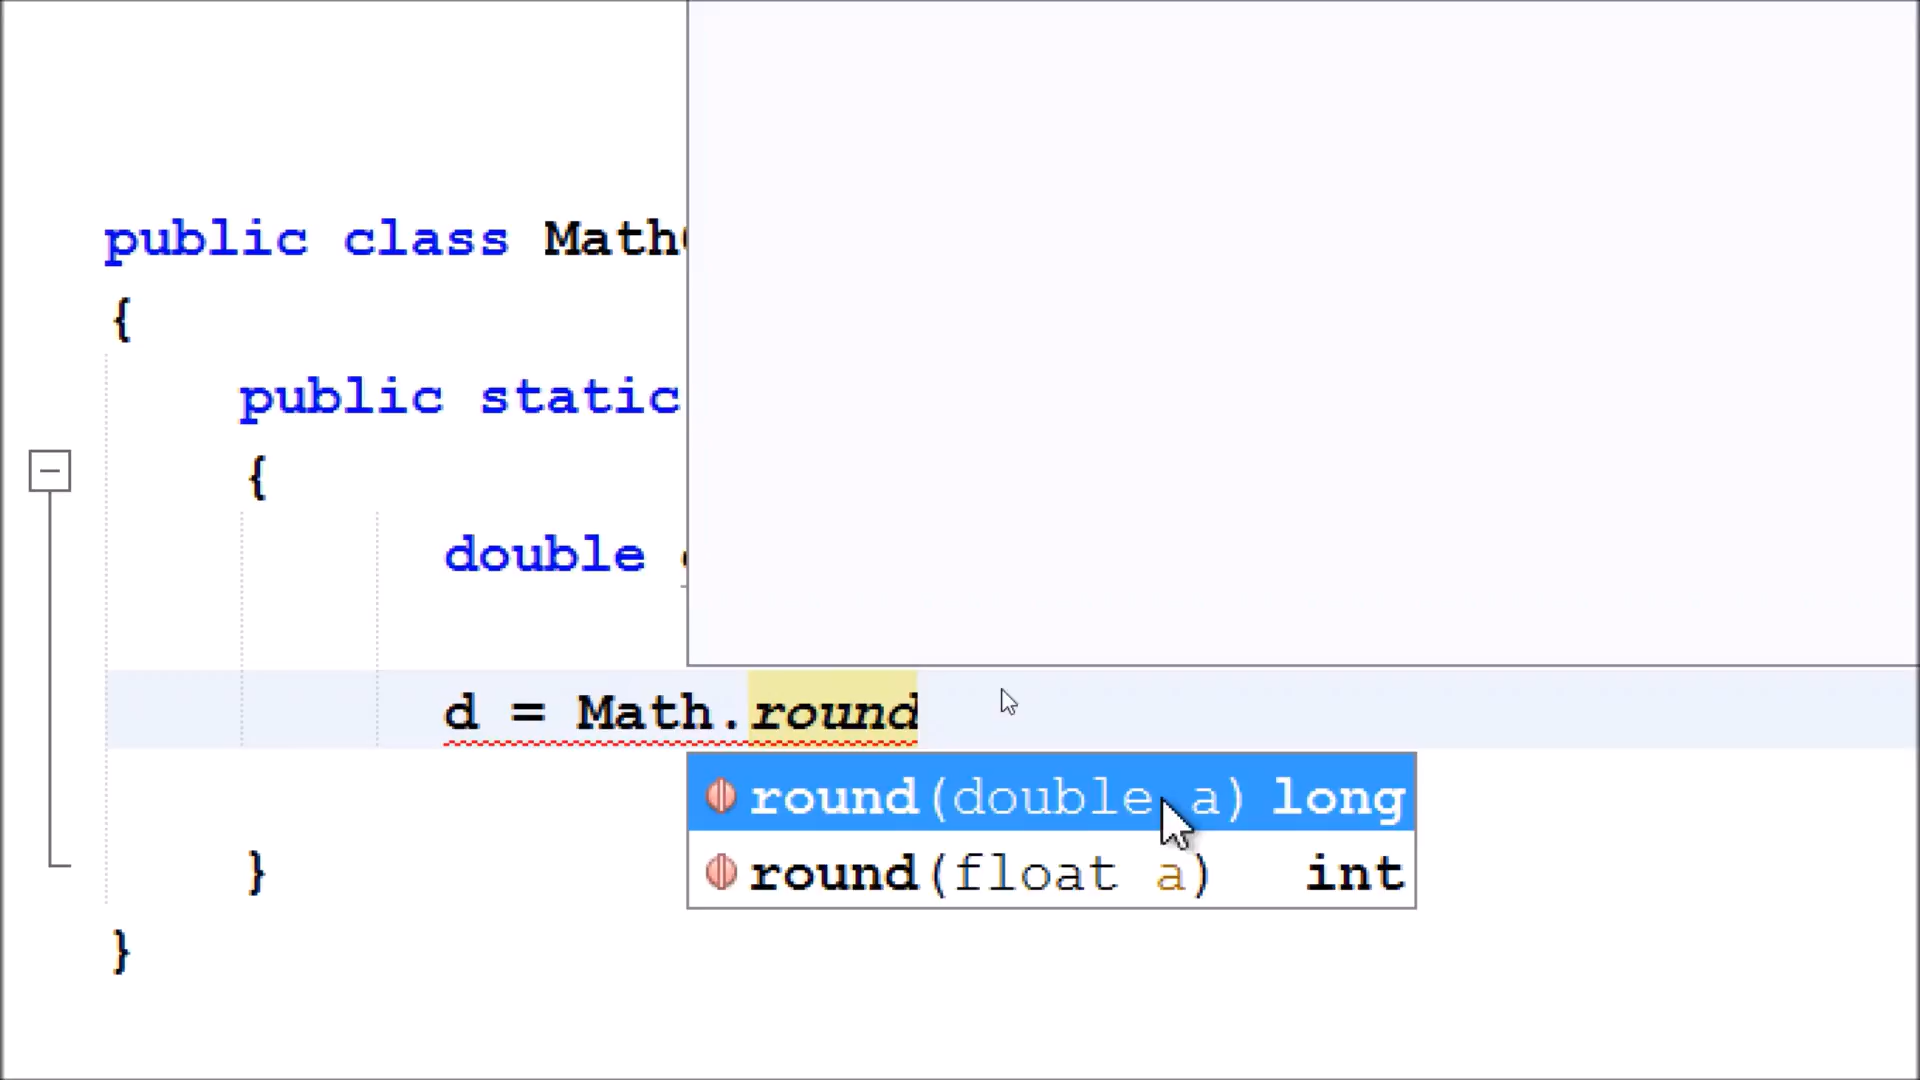 public class Math
{
public static
{
double
d = Math.round
round(double a) long
round(float a) int
}
}